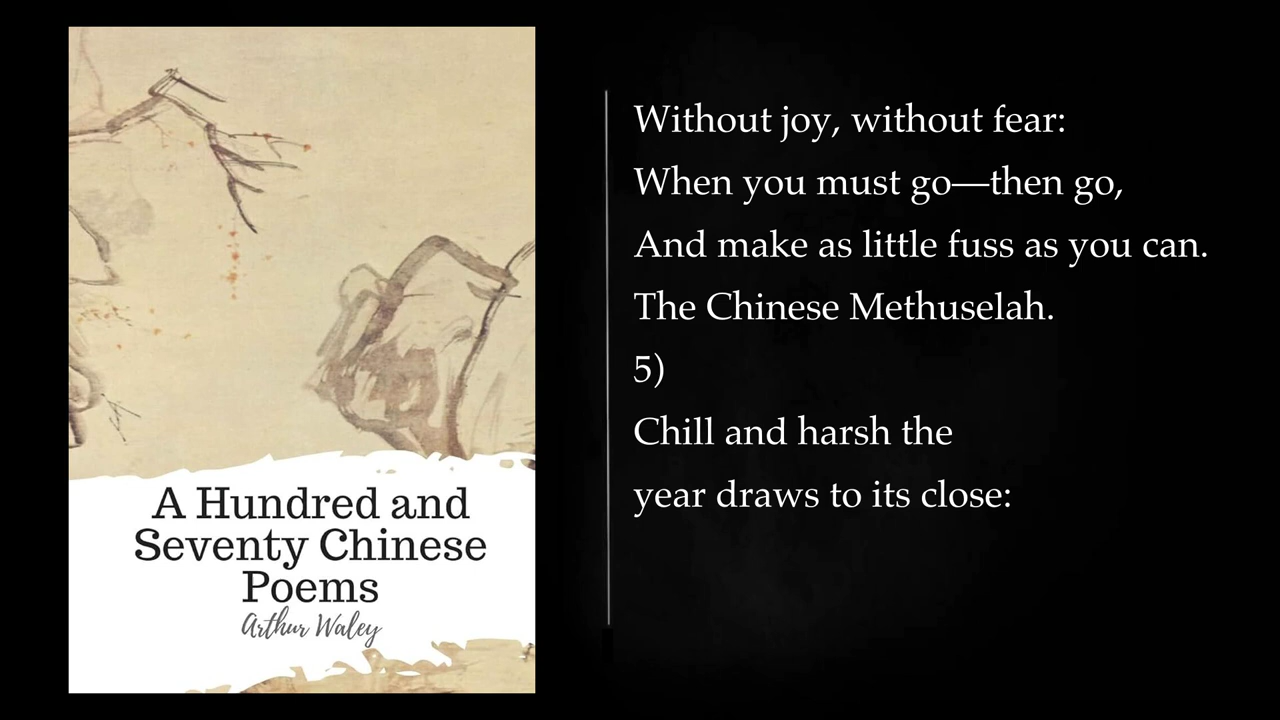 A Hundred and
Seventy Chinese
Poems
Arthur Waley
Without joy, without fear:
When you must go—then go,
And make as little fuss as you can.
The Chinese Methuselah.
5)
Chill and harsh the
year draws to its close: